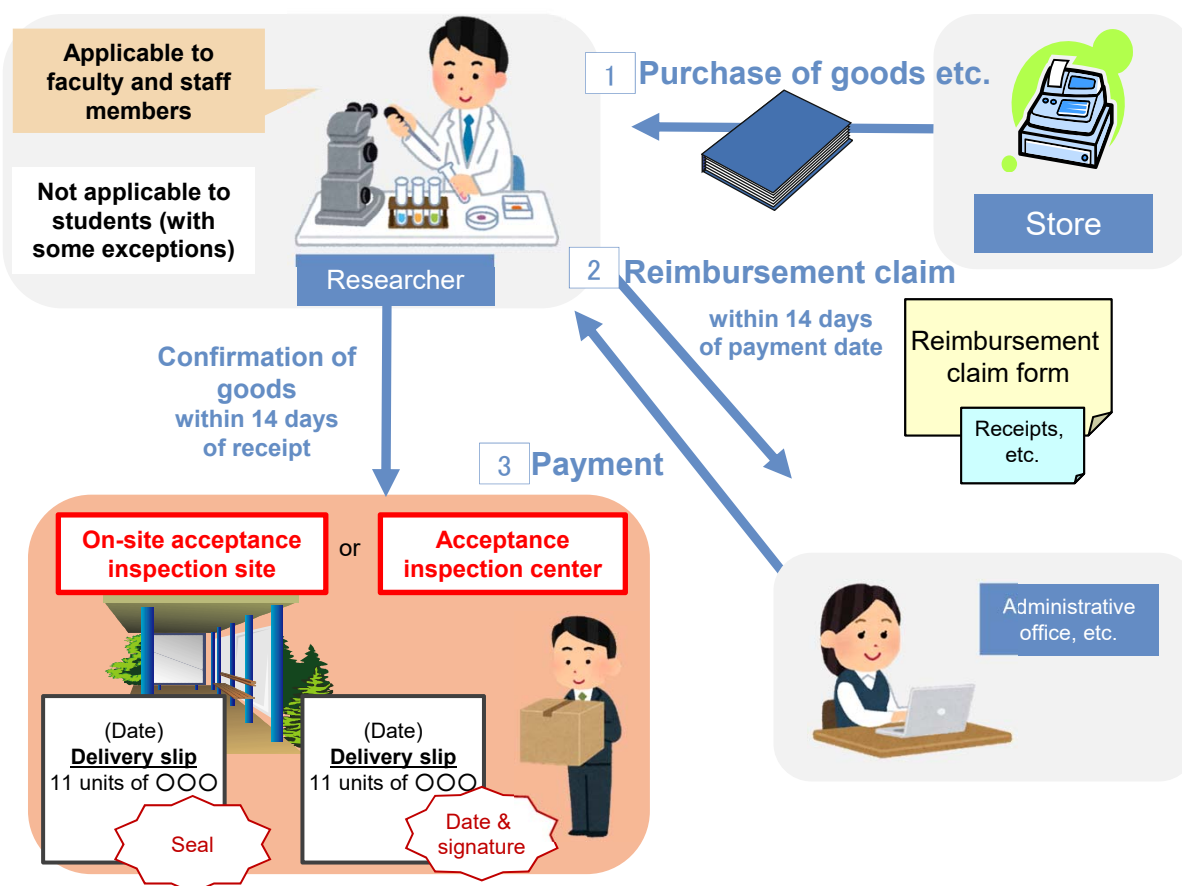 Applicable to
faculty and staff
members
Not applicable to
students (with
some exceptions)
Researcher
1 Purchase of goods etc.
Store
2 Reimbursement claim
within 14 days
of payment date
Reimbursement
claim form
Receipts,
etc.
Confirmation of
goods
within 14 days
of receipt
3 Payment
On-site acceptance
inspection site
or
Acceptance
inspection center
(Date)
Delivery slip
11 units of 〇〇〇
Seal
(Date)
Delivery slip
11 units of 〇〇〇
Date &
signature
Administrative
office, etc.